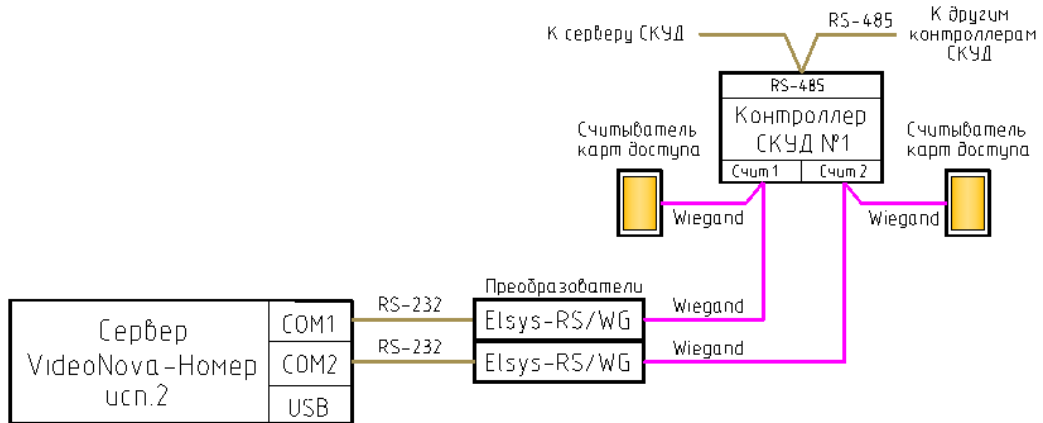 К серверу СКУД
RS-485
К другим
контроллерам
СКУД
RS-485
Контроллер
СКУД №1
Счит1
Счит2
Считыватель
карт доступа
Считыватель
карт доступа
Wiegand
Wiegand
Преобразователи
RS-232
Elsys-RS/WG
Wiegand
RS-232
Elsys-RS/WG
Wiegand
Сервер
VideoNova-Номер
исп.2
COM1
COM2
USB